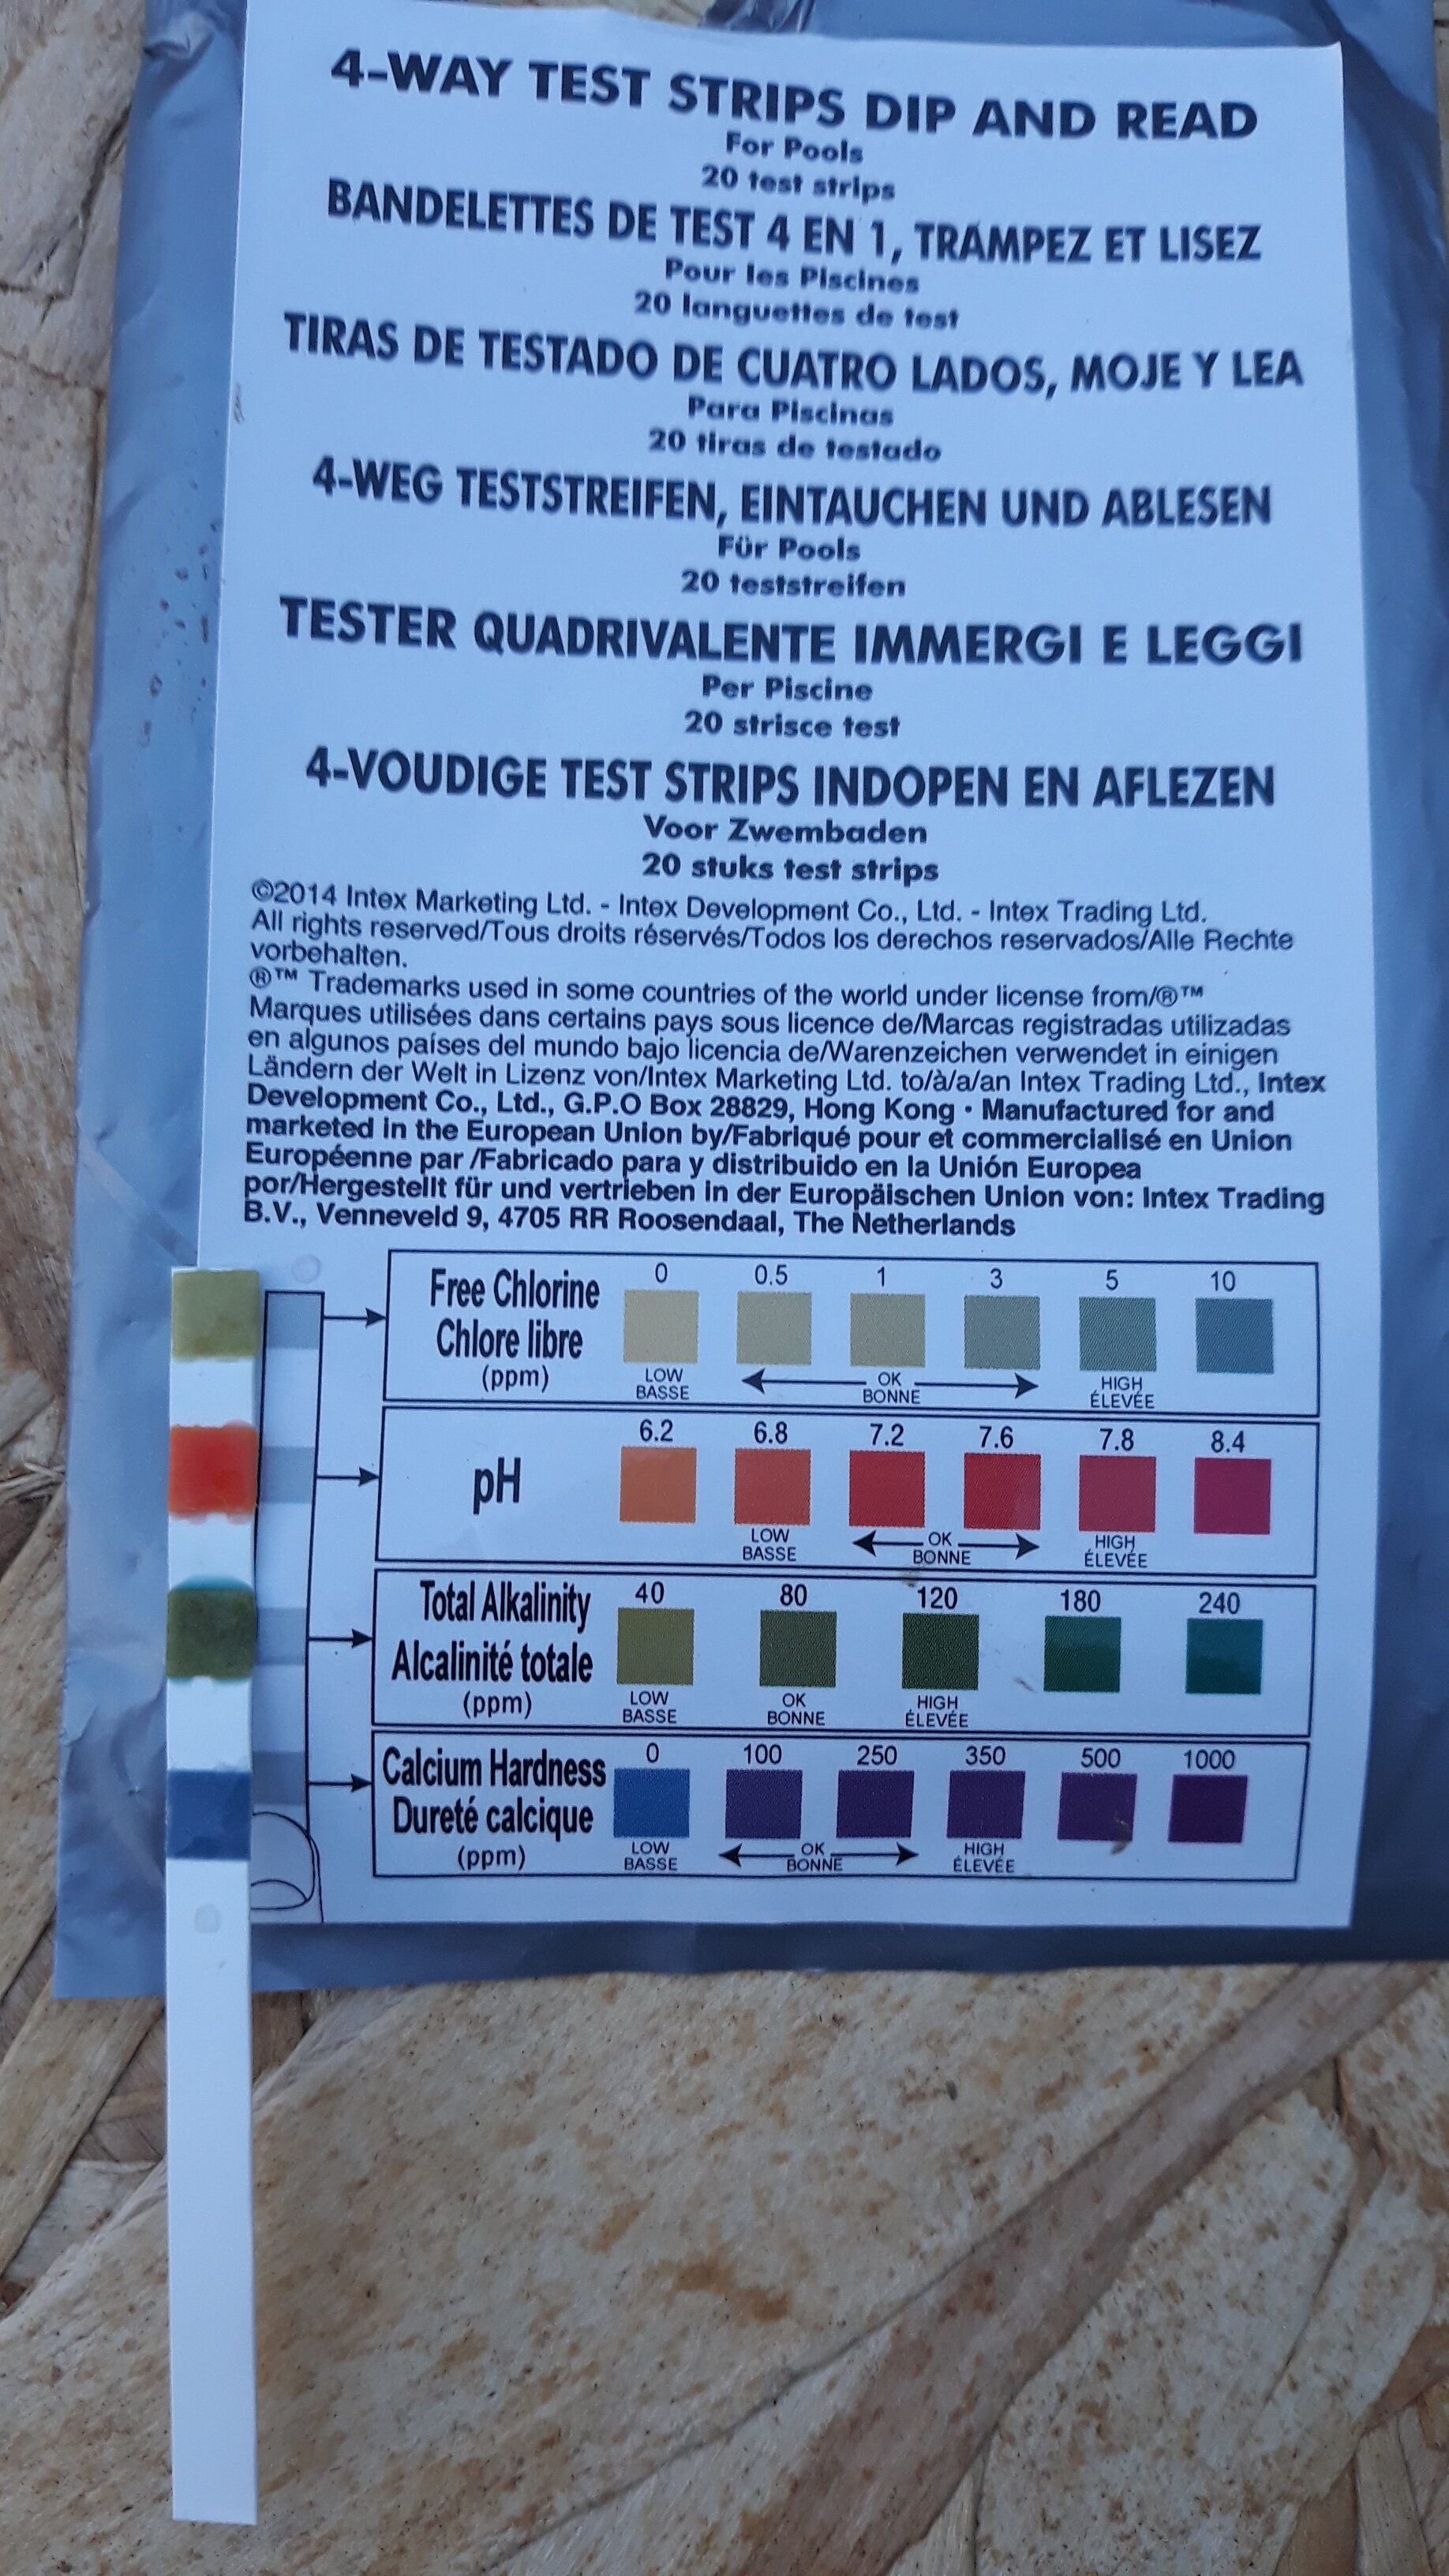 4-WAY TEST STRIPS DIP AND READ
For Pools
20 test strips
BANDELETTES DE TEST 4 EN 1, TRAMPEZ ET LISEZ
Pour les Piscines
20 languettes de test
TIRAS DE TESTADO DE CUATRO LADOS, MOJE Y LEA
Para Piscinas
20 tiras de testado
4-WEG TESTSTREIFEN, EINTAUCHEN UND ABLESEN
Für Pools
20 teststreifen
TESTER QUADRIVALENTE IMMERGI E LEGGI
Per Piscine
20 strisce test
4-VOUDIGE TEST STRIPS INDOPEN EN AFLEZEN
Voor Zwembaden
20 stuks test strips
©2014 Intex Marketing Ltd. - Intex Development Co., Ltd. - Intex Trading Ltd.
All rights reserved/Tous droits réservés/Todos los derechos reservados/Alle Rechte
vorbehalten.
®™ Trademarks used in some countries of the world under license from/®™
Marques utilisées dans certains pays sous licence de/Marcas registradas utilizadas
en algunos países del mundo bajo licencia de/Warenzeichen verwendet in einigen
Ländern der Welt in Lizenz von/Intex Marketing Ltd. to/à/a/an Intex Trading Ltd., Intex
Development Co., Ltd., G.P.O Box 28829, Hong Kong • Manufactured for and
marketed in the European Union by/Fabriqué pour et commercialisé en Union
Européenne par /Fabricado para y distribuido en la Unión Europea
por/Hergestellt für und vertrieben in der Europäischen Union von: Intex Trading
B.V., Venneveld 9, 4705 RR Roosendaal, The Netherlands
Free Chlorine 0 0.5 1 3 5 10
Chlore libre
(ppm) LOW OK HIGH
BASSE BONNE ÉLEVÉE
6.2 6.8 7.2 7.6 7.8 8.4
pH
LOW OK HIGH
BASSE BONNE ÉLEVÉE
Total Alkalinity 40 80 120 180 240
Alcalinité totale
(ppm) LOW OK HIGH
BASSE BONNE ÉLEVÉE
Calcium Hardness 0 100 250 350 500 1000
Dureté calcique
(ppm) LOW OK HIGH
BASSE BONNE ÉLEVÉE